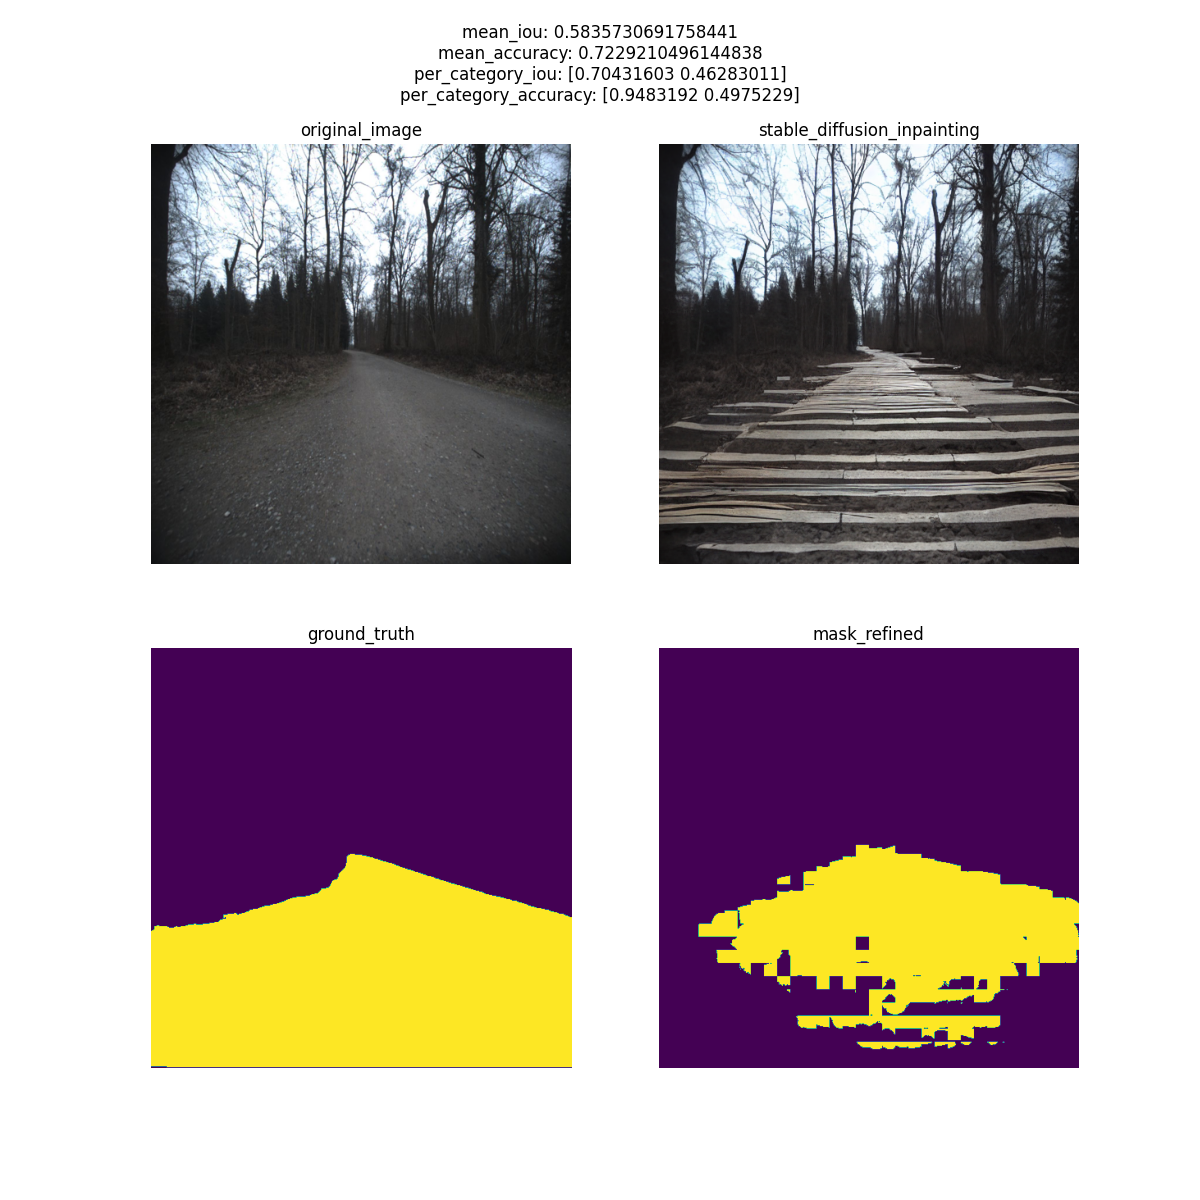 mean_iou: 0.5835730691758441
mean_accuracy: 0.7229210496144838
per_category_iou: [0.70431603 0.46283011]
per_category_accuracy: [0.9483192 0.4975229]
original_image
stable_diffusion_inpainting
ground_truth
mask_refined